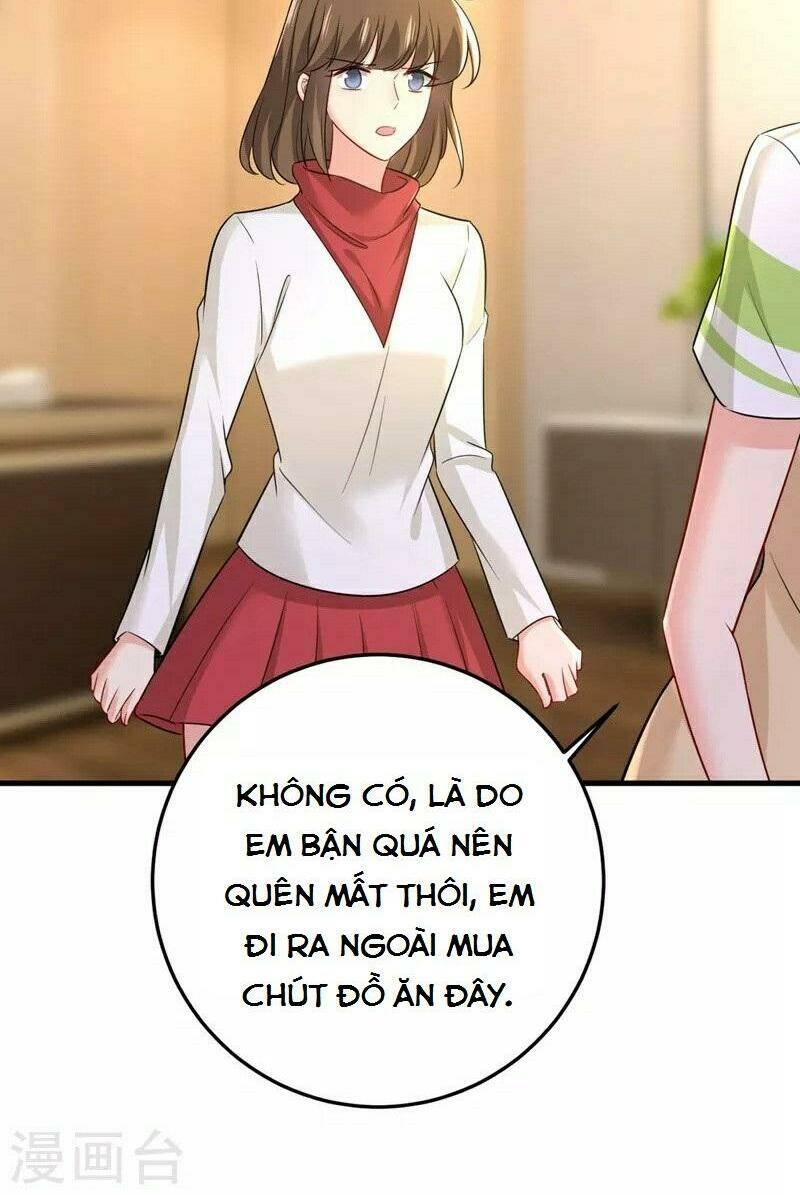 KHÔNG CÓ, LÀ DO
EM BẬN QUÁ NÊN
QUÊN MẤT THÔI, EM
ĐI RA NGOÀI MUA
CHÚT ĐỒ ĂN ĐÂY.
漫画台